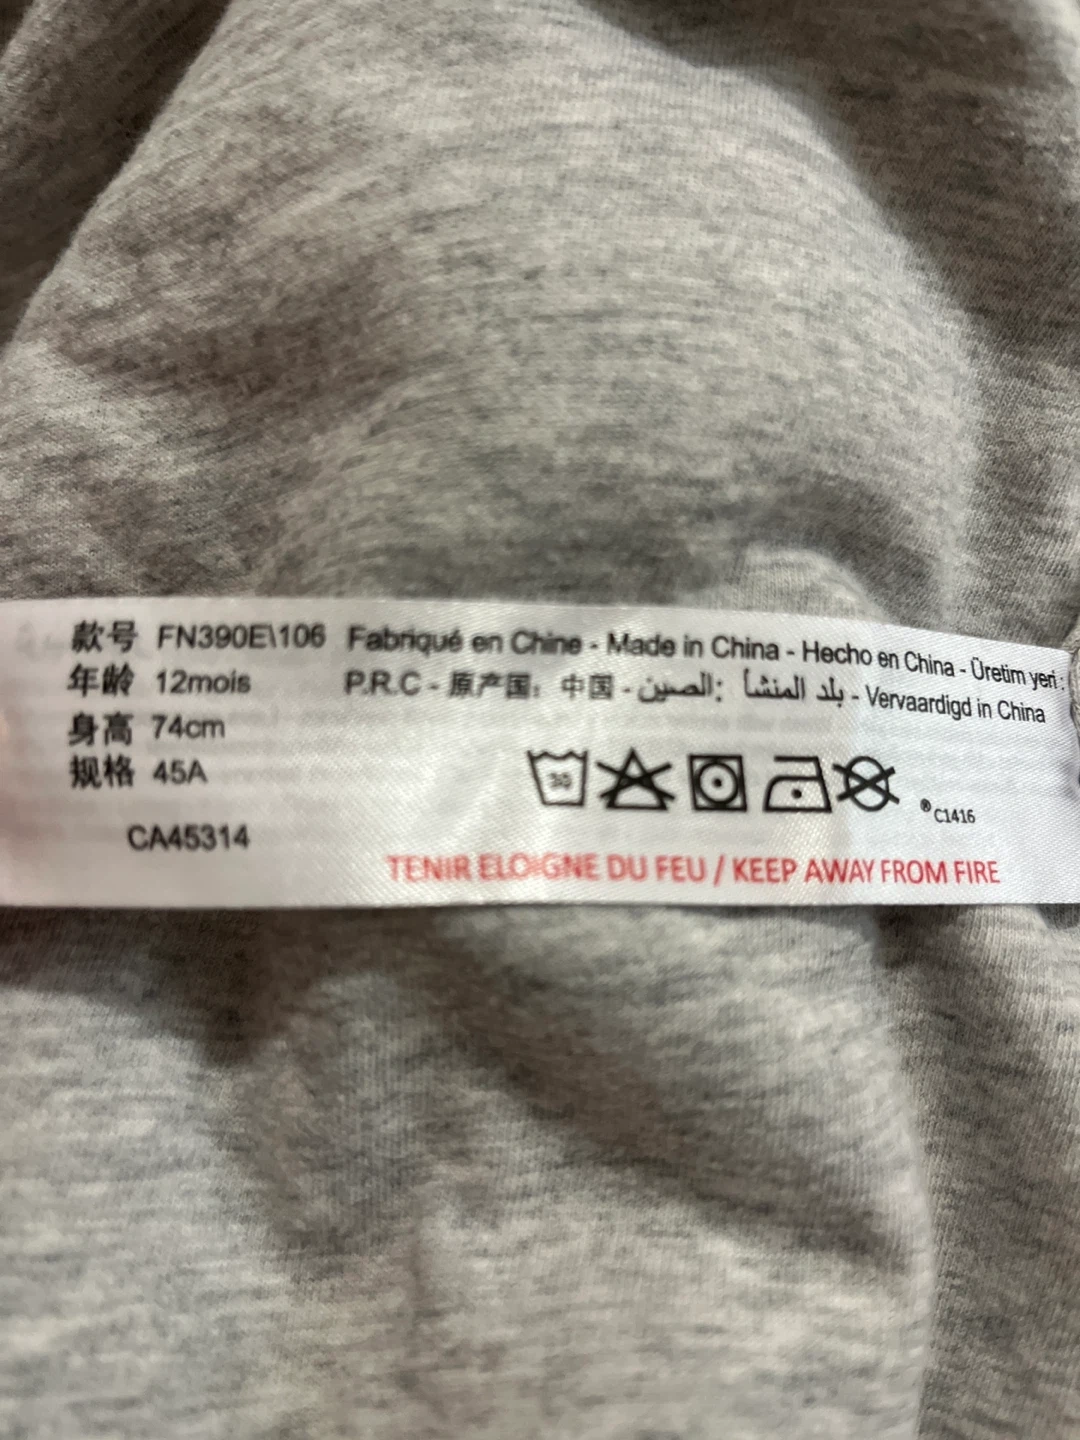 款号 FN390E\106
年龄 12mois
身高 74cm
规格 45A
CA45314
Fabriqué en Chine - Made in China - Hecho en China - Üretim yeri :
P.R.C - 原产国：中国 - بلد المنشأ: الصين - Vervaardigd in China
30
®C1416
TENIR ELOIGNE DU FEU / KEEP AWAY FROM FIRE